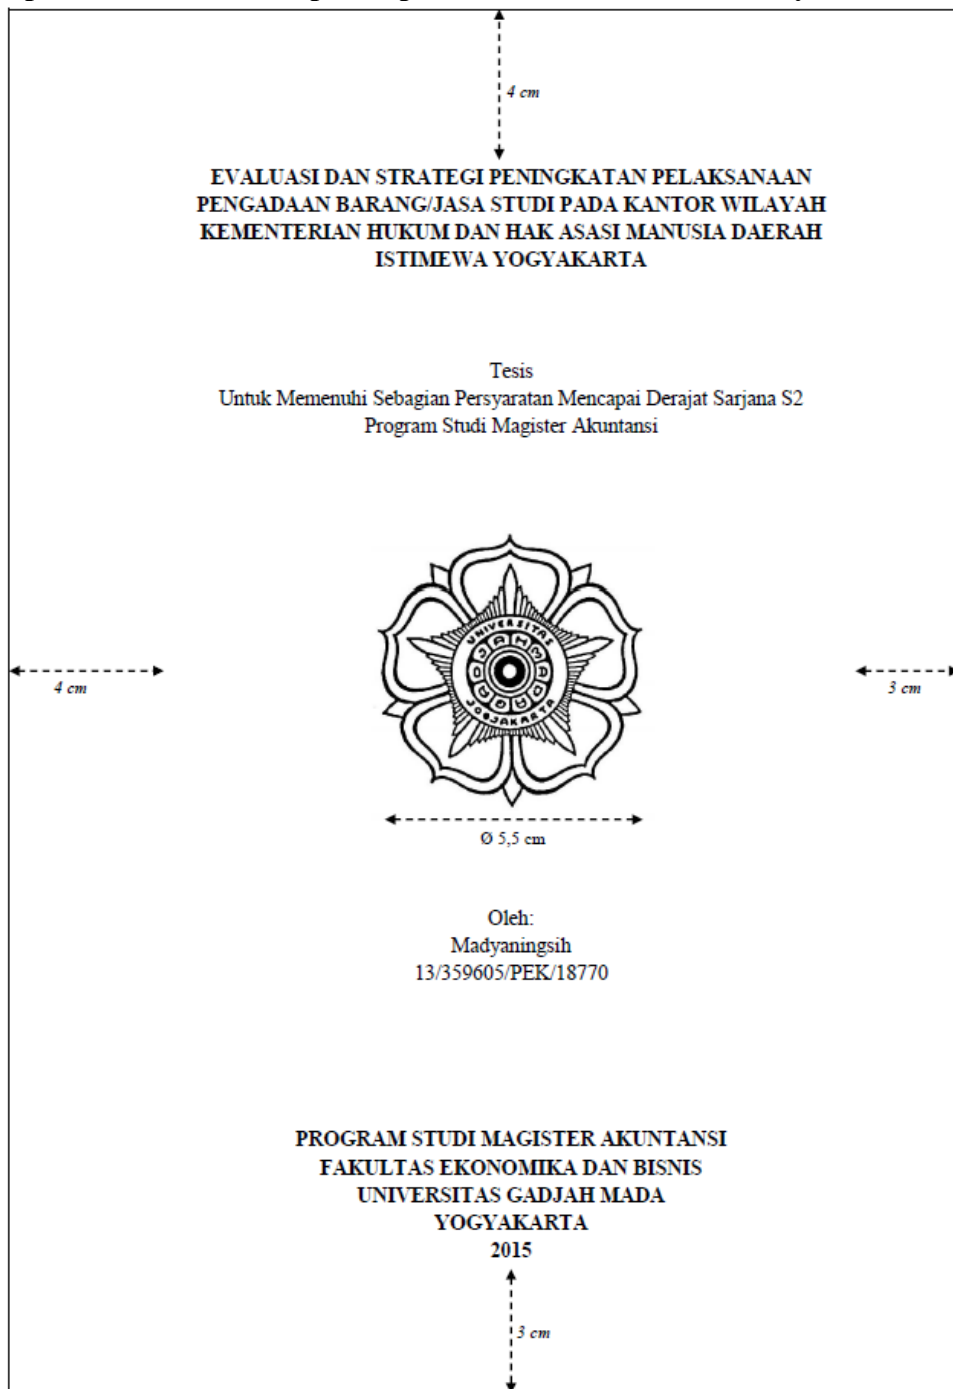 4 cm
EVALUASI DAN STRATEGI PENINGKATAN PELAKSANAAN
PENGADAAN BARANG/JASA STUDI PADA KANTOR WILAYAH
KEMENTERIAN HUKUM DAN HAK ASASI MANUSIA DAERAH
ISTIMEWA YOGYAKARTA
Tesis
Untuk Memenuhi Sebagian Persyaratan Mencapai Derajat Sarjana S2
Program Studi Magister Akuntansi
UNIVERSITAS
GADJAH MADA
JOGJAKARTA
4 cm
3 cm
Ø 5,5 cm
Oleh:
Madyaningsih
13/359605/PEK/18770
PROGRAM STUDI MAGISTER AKUNTANSI
FAKULTAS EKONOMIKA DAN BISNIS
UNIVERSITAS GADJAH MADA
YOGYAKARTA
2015
3 cm